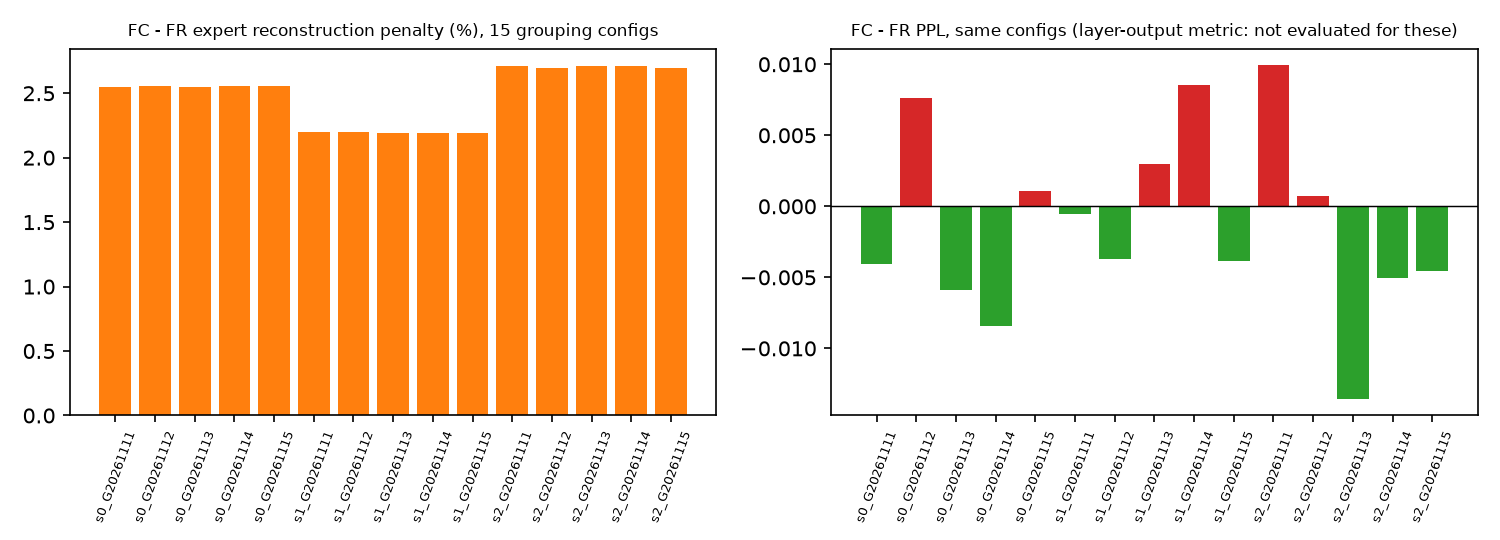 FC - FR expert reconstruction penalty (%), 15 grouping configs
2.5
2.0
1.5
1.0
0.5
0.0
s0_G20261111
s0_G20261112
s0_G20261113
s0_G20261114
s0_G20261115
s1_G20261111
s1_G20261112
s1_G20261113
s1_G20261114
s1_G20261115
s2_G20261111
s2_G20261112
s2_G20261113
s2_G20261114
s2_G20261115
FC - FR PPL, same configs (layer-output metric: not evaluated for these)
0.010
0.005
0.000
−0.005
−0.010
s0_G20261111
s0_G20261112
s0_G20261113
s0_G20261114
s0_G20261115
s1_G20261111
s1_G20261112
s1_G20261113
s1_G20261114
s1_G20261115
s2_G20261111
s2_G20261112
s2_G20261113
s2_G20261114
s2_G20261115